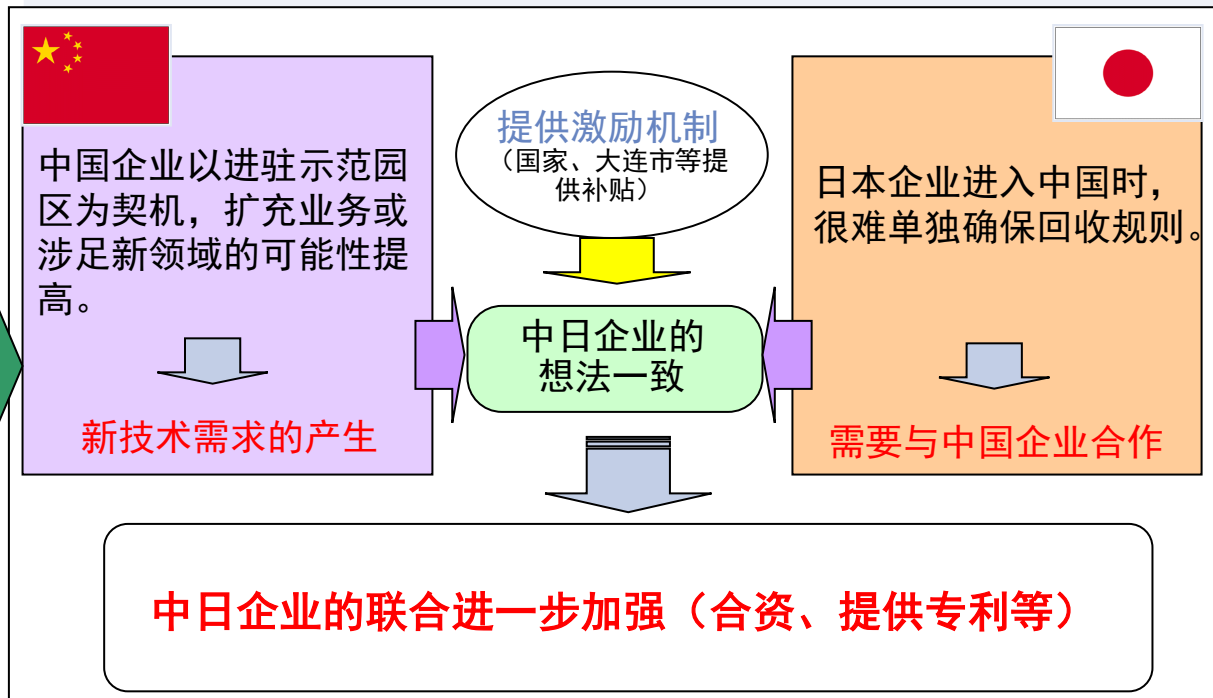 中国企业以进驻示范园
区为契机，扩充业务或
涉足新领域的可能性提
高。
新技术需求的产生
提供激励机制
（国家、大连市等提
供补贴）
中日企业的
想法一致
日本企业进入中国时，
很难单独确保回收规则。
需要与中国企业合作
中日企业的联合进一步加强（合资、提供专利等）